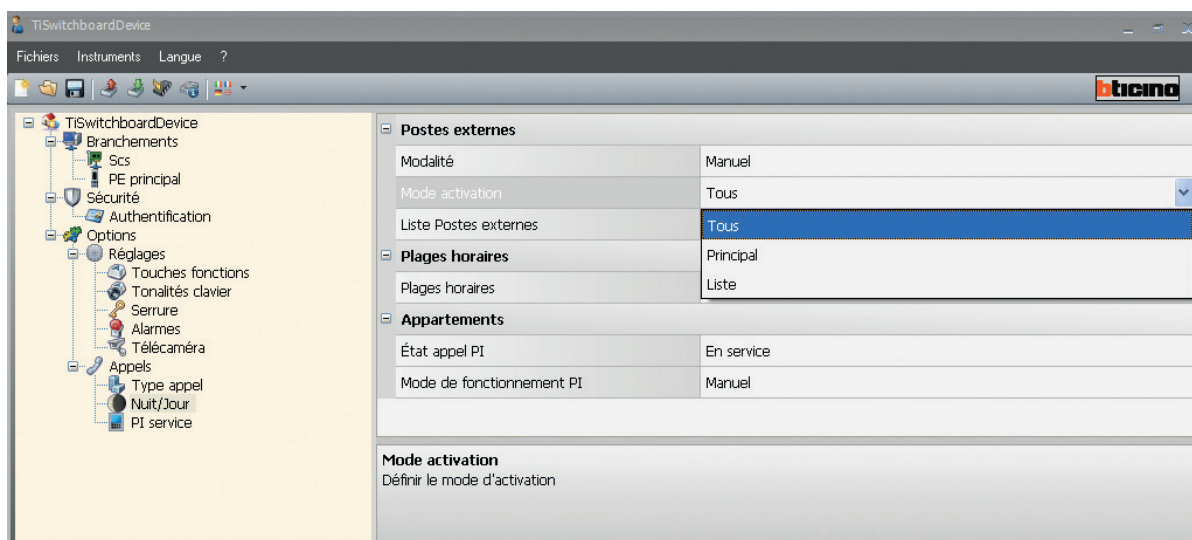 TiSwitchboardDevice
Fichiers Instruments Langue ?
bticino
TiSwitchboardDevice
Branchements
Scs
PE principal
Sécurité
Authentification
Options
Réglages
Touches fonctions
Tonalités clavier
Serrure
Alarmes
Télécaméra
Appels
Type appel
Nuit/Jour
PI service
Postes externes
Modalité Manuel
Mode activation Tous
Liste Postes externes
Tous
Principal
Liste
Plages horaires
Plages horaires
Appartements
État appel PI En service
Mode de fonctionnement PI Manuel
Mode activation
Définir le mode d'activation